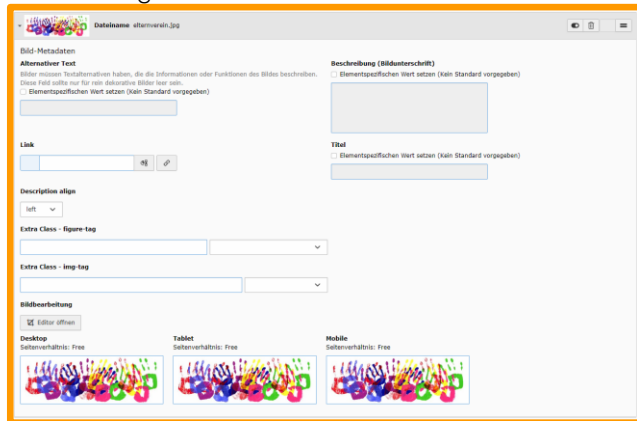 Dateiname elternverein.jpg
Bild-Metadaten
Alternativer Text
Bilder müssen Textalternativen haben, die die Informationen oder Funktionen des Bildes beschreiben.
Diese Feld sollte nur für rein dekorative Bilder leer sein.
Elementspezifischen Wert setzen (Kein Standard vorgegeben)
Beschreibung (Bildunterschrift)
Elementspezifischen Wert setzen (Kein Standard vorgegeben)
Link
Titel
Elementspezifischen Wert setzen (Kein Standard vorgegeben)
Description align
left
Extra Class - figure-tag
Extra Class - img-tag
Bildbearbeitung
Editor öffnen
Desktop
Seitenverhältnis: Free
Tablet
Seitenverhältnis: Free
Mobile
Seitenverhältnis: Free